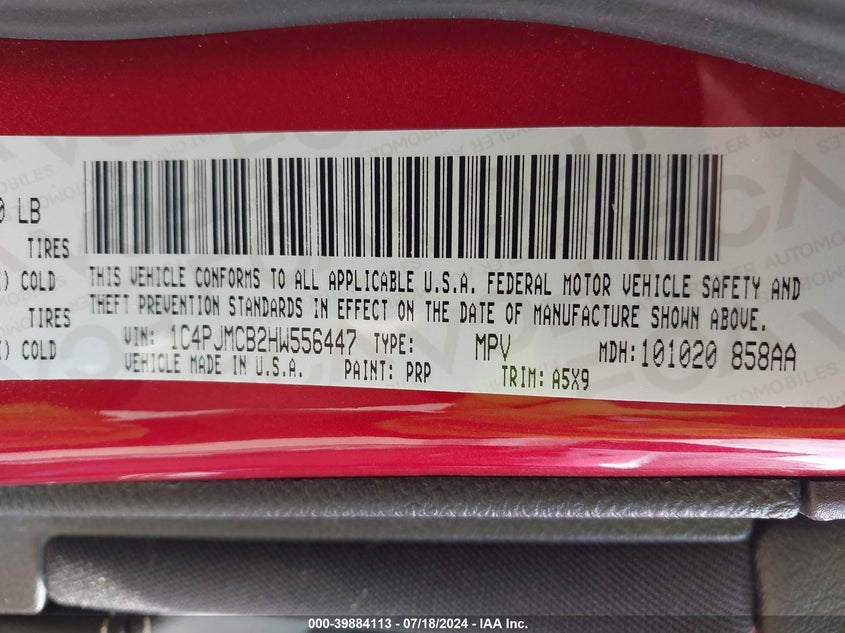 0 LB
TIRES
) COLD
TIRES
) COLD
THIS VEHICLE CONFORMS TO ALL APPLICABLE U.S.A. FEDERAL MOTOR VEHICLE SAFETY AND
THEFT PREVENTION STANDARDS IN EFFECT ON THE DATE OF MANUFACTURE SHOWN ABOVE.
VIN: 1C4PJMCB2HW556447 TYPE: MPV MDH:101020 858AA
VEHICLE MADE IN U.S.A. PAINT: PRP TRIM: A5X9
000-39884113 - 07/18/2024 - IAA Inc.